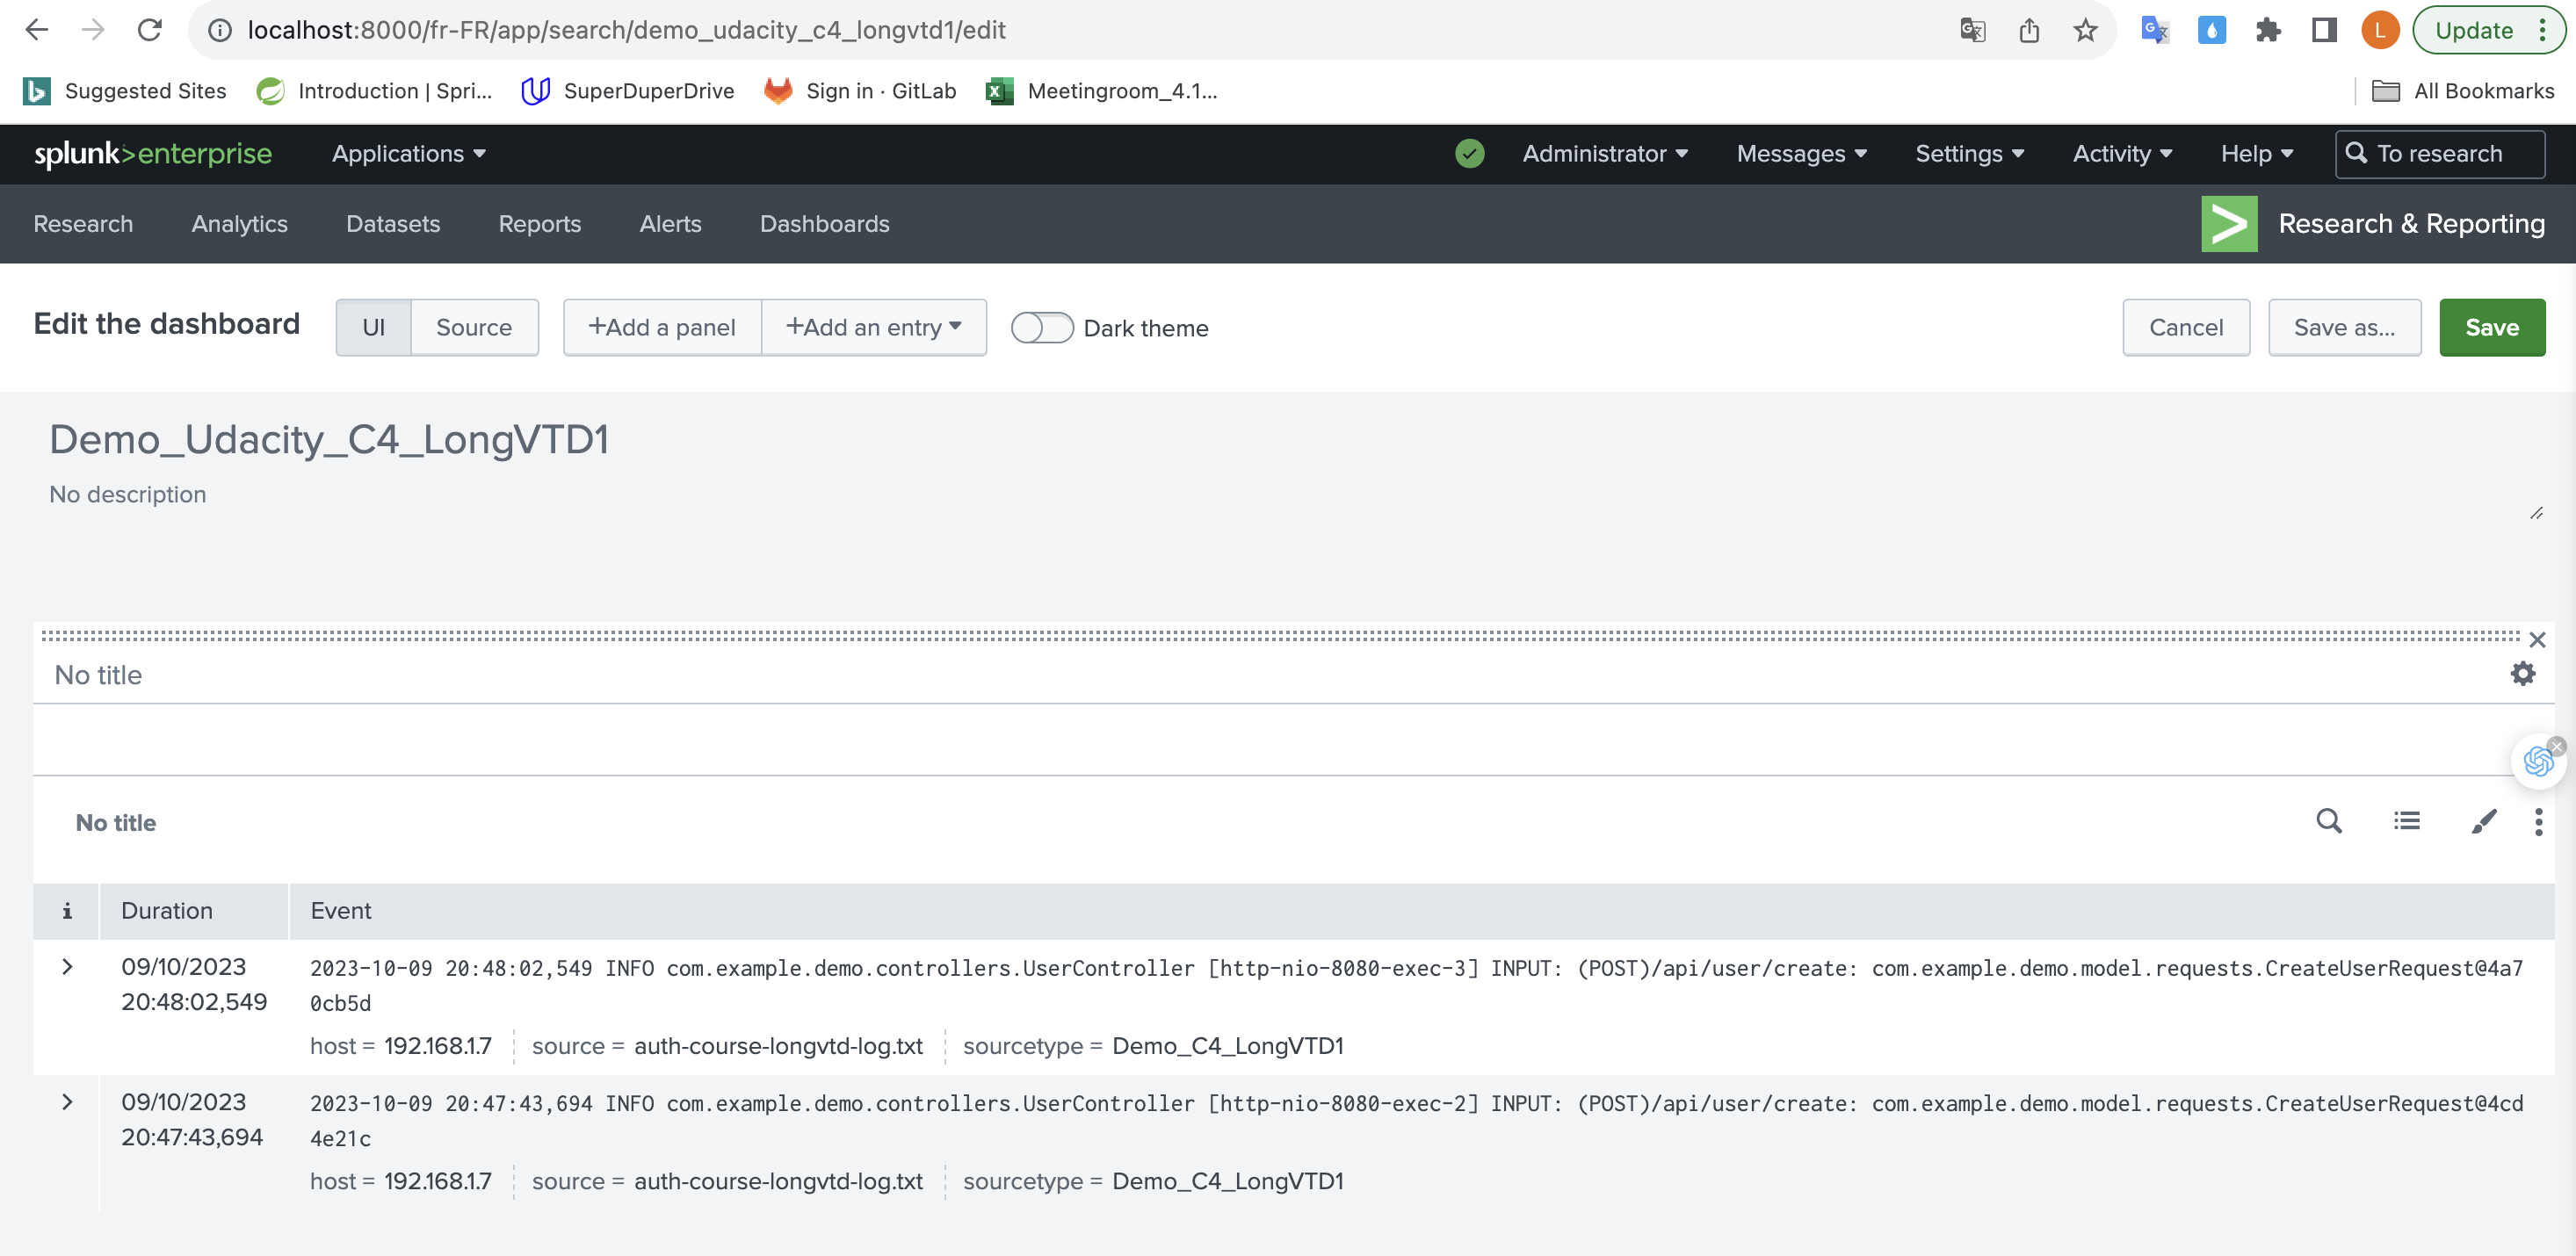 localhost:8000/fr-FR/app/search/demo_udacity_c4_longvtd1/edit
L
Update
Suggested Sites
Introduction | Spri...
SuperDuperDrive
Sign in · GitLab
Meetingroom_4.1...
All Bookmarks
splunk>enterprise
Applications
Administrator
Messages
Settings
Activity
Help
To research
Research
Analytics
Datasets
Reports
Alerts
Dashboards
Research & Reporting
Edit the dashboard
UI
Source
+Add a panel
+Add an entry
Dark theme
Cancel
Save as...
Save
Demo_Udacity_C4_LongVTD1
No description
No title
No title
i
Duration
Event
09/10/2023
20:48:02,549
2023-10-09 20:48:02,549 INFO com.example.demo.controllers.UserController [http-nio-8080-exec-3] INPUT: (POST)/api/user/create: com.example.demo.model.requests.CreateUserRequest@4a7
0cb5d
host = 192.168.1.7
source = auth-course-longvtd-log.txt
sourcetype = Demo_C4_LongVTD1
09/10/2023
20:47:43,694
2023-10-09 20:47:43,694 INFO com.example.demo.controllers.UserController [http-nio-8080-exec-2] INPUT: (POST)/api/user/create: com.example.demo.model.requests.CreateUserRequest@4cd
4e21c
host = 192.168.1.7
source = auth-course-longvtd-log.txt
sourcetype = Demo_C4_LongVTD1